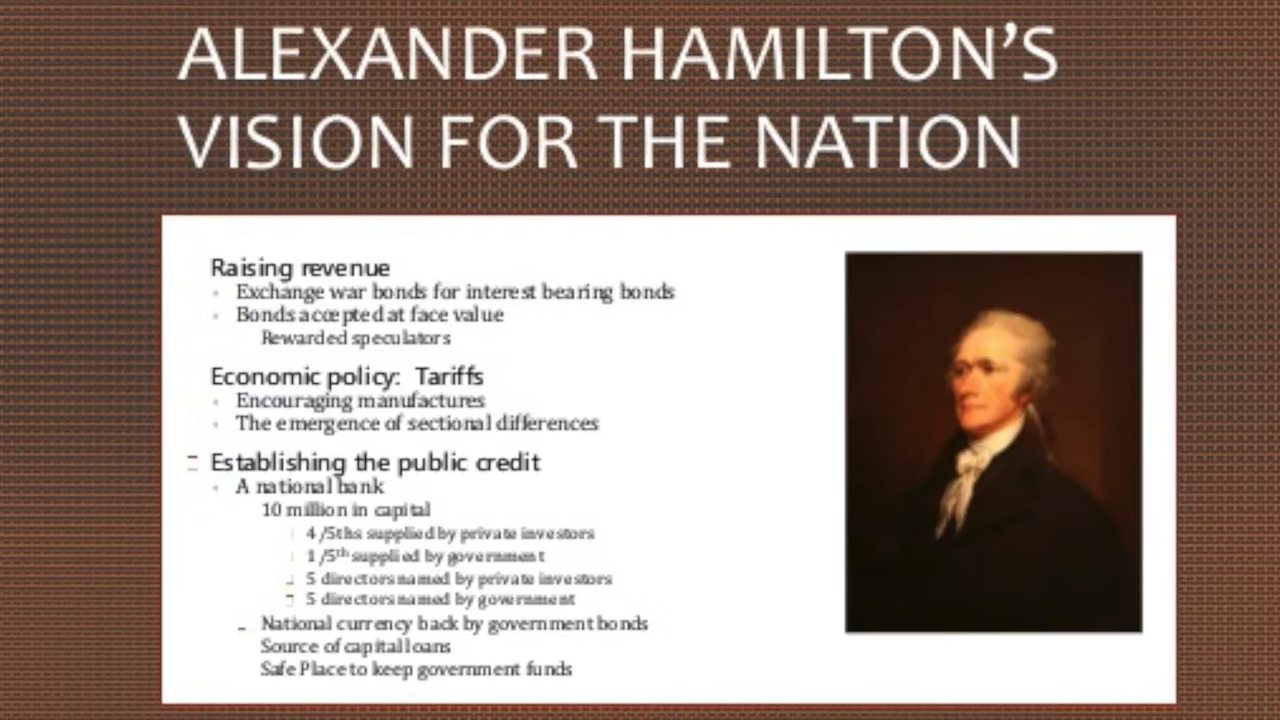 ALEXANDER HAMILTON’S
VISION FOR THE NATION
Raising revenue
Exchange war bonds for interest bearing bonds
Bonds accepted at face value
Rewarded speculators
Economic policy: Tariffs
Encouraging manufactures
The emergence of sectional differences
Establishing the public credit
A national bank
10 million in capital
4/5ths supplied by private investors
1/5th supplied by government
5 directors named by private investors
5 directors named by government
National currency back by government bonds
Source of capital loans
Safe Place to keep government funds